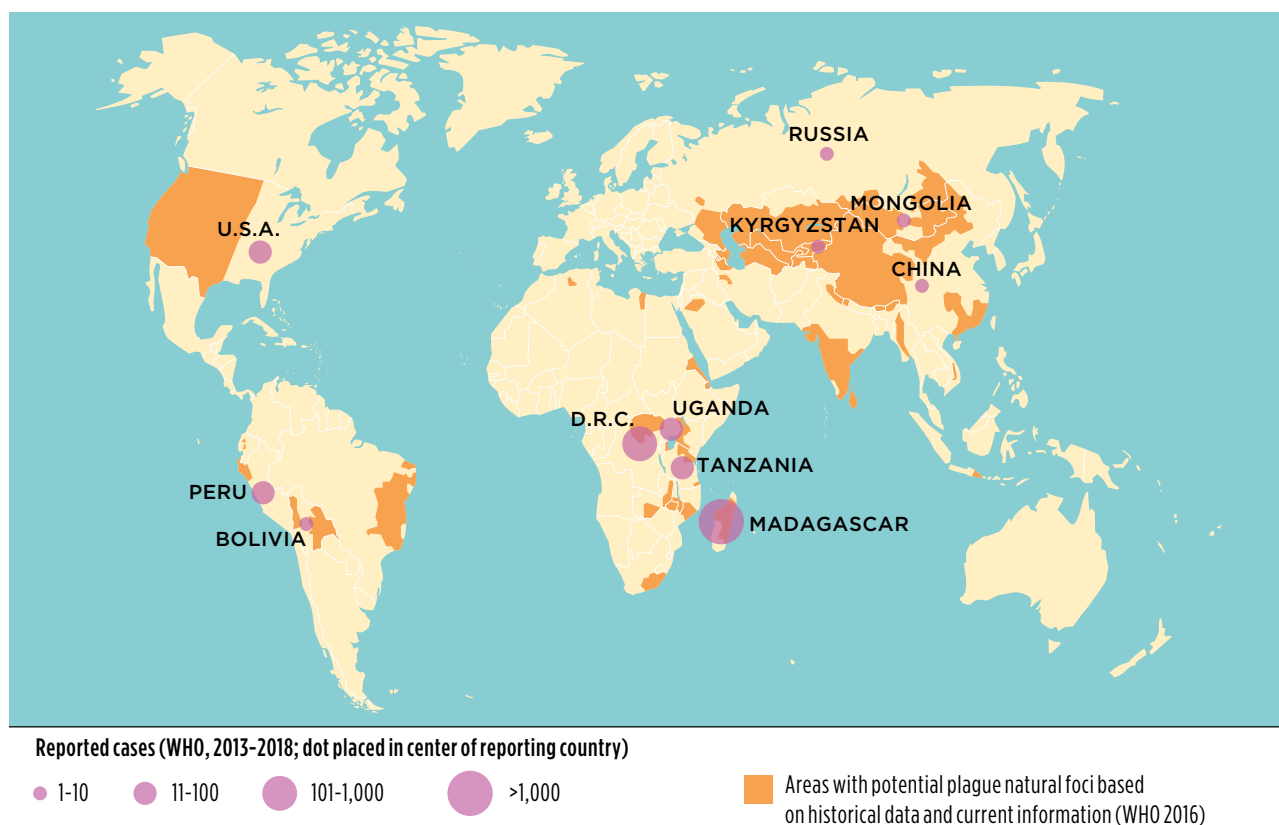 RUSSIA
MONGOLIA
KYRGYZSTAN
U.S.A.
CHINA
UGANDA
D.R.C.
TANZANIA
PERU
MADAGASCAR
BOLIVIA
Reported cases (WHO, 2013-2018; dot placed in center of reporting country)
1-10
11-100
101-1,000
>1,000
Areas with potential plague natural foci based
on historical data and current information (WHO 2016)